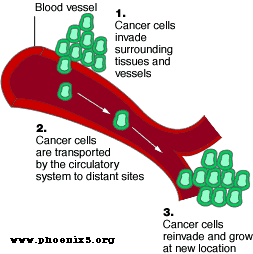 Blood vessel
1.
Cancer cells
invade
surrounding
tissues and
vessels
2.
Cancer cells
are transported
by the circulatory
system to distant sites
3.
Cancer cells
reinvade and grow
at new location
www.phoenix5.org